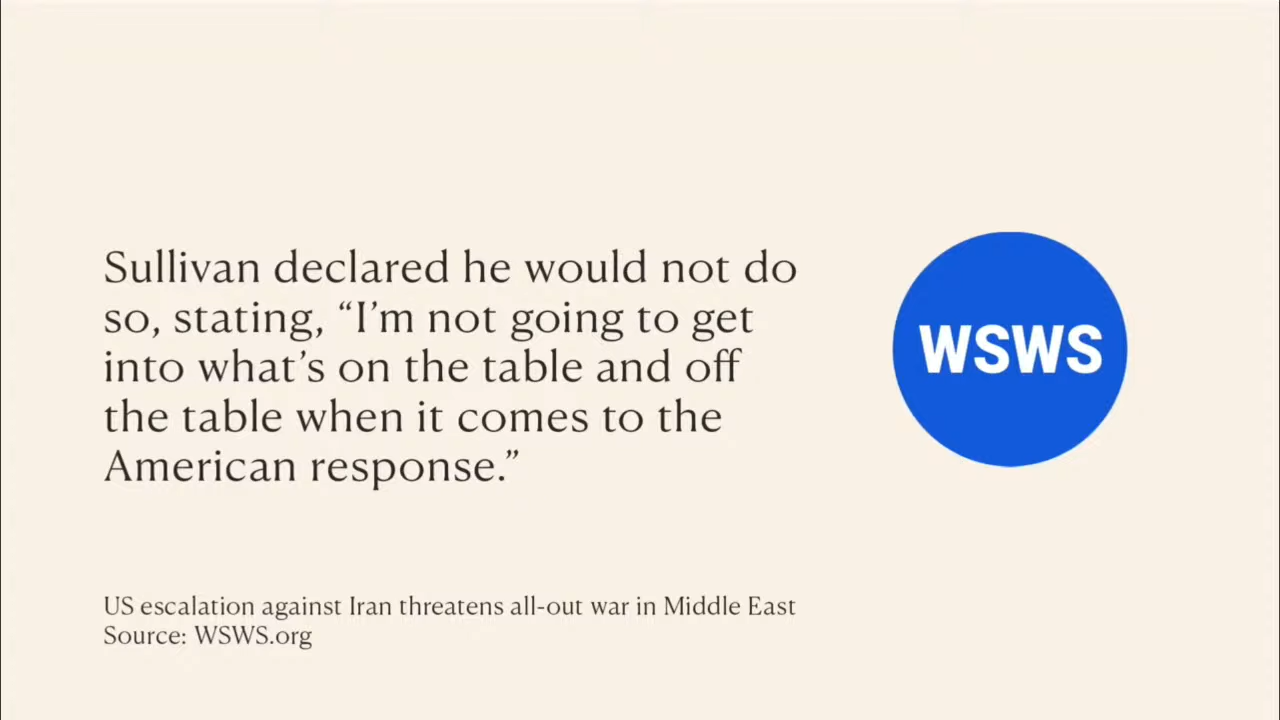 Sullivan declared he would not do
so, stating, “I’m not going to get
into what’s on the table and off
the table when it comes to the
American response.”
WSWS
US escalation against Iran threatens all-out war in Middle East
Source: WSWS.org